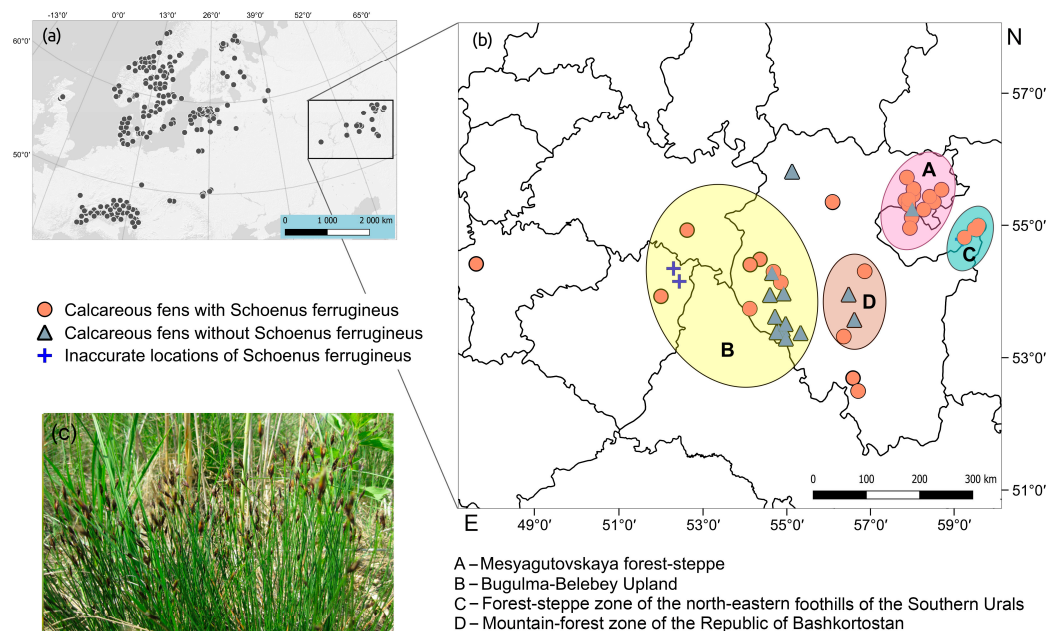 -13°0' 0°0' 13°0' 26°0' 39°0' 52°0' 65°0'
(a)
60°0'
50°0'
0 1 000 2 000 km
(b)
N
57°0'
55°0'
53°0'
51°0'
A
C
D
B
0 100 200 300 km
E
49°0' 51°0' 53°0' 55°0' 57°0' 59°0'
Calcareous fens with Schoenus ferrugineus
Calcareous fens without Schoenus ferrugineus
Inaccurate locations of Schoenus ferrugineus
(c)
A – Mesyagutovskaya forest-steppe
B – Bugulma-Belebey Upland
C – Forest-steppe zone of the north-eastern foothills of the Southern Urals
D – Mountain-forest zone of the Republic of Bashkortostan